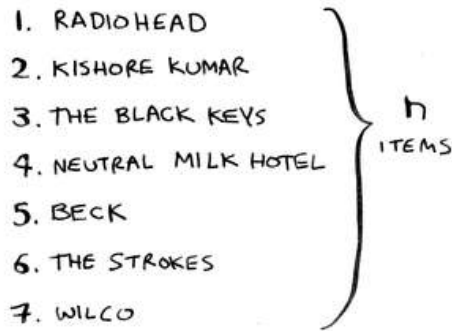 1. RADIOHEAD
2. KISHORE KUMAR
3. THE BLACK KEYS
4. NEUTRAL MILK HOTEL
5. BECK
6. THE STROKES
7. WILCO
n
ITEMS